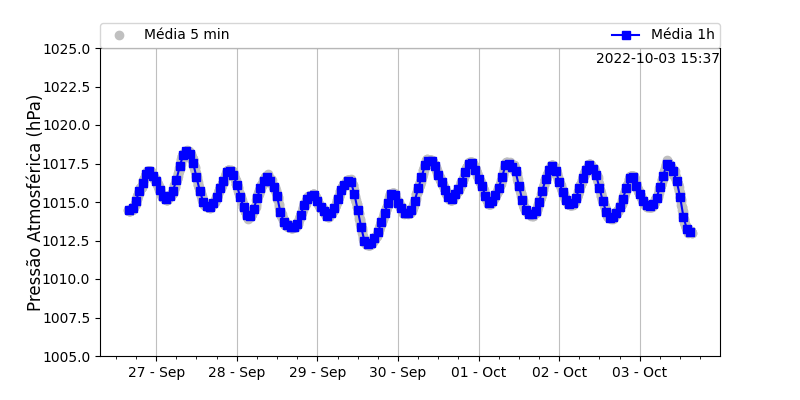 Média 5 min
Média 1h
2022-10-03 15:37
Pressão Atmosférica (hPa)
1025.0
1022.5
1020.0
1017.5
1015.0
1012.5
1010.0
1007.5
1005.0
27 - Sep
28 - Sep
29 - Sep
30 - Sep
01 - Oct
02 - Oct
03 - Oct